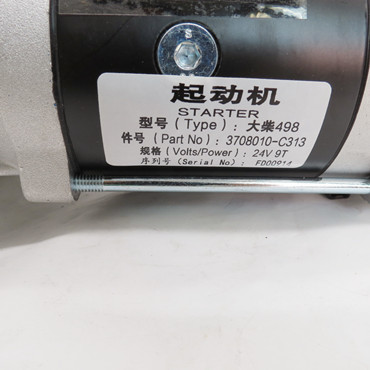 起动机
STARTER
型号(Type): 大柴498
件号(Part No): 3708010-C313
规格(Volts/Power): 24V 9T
序列号(Serial No): FD00914